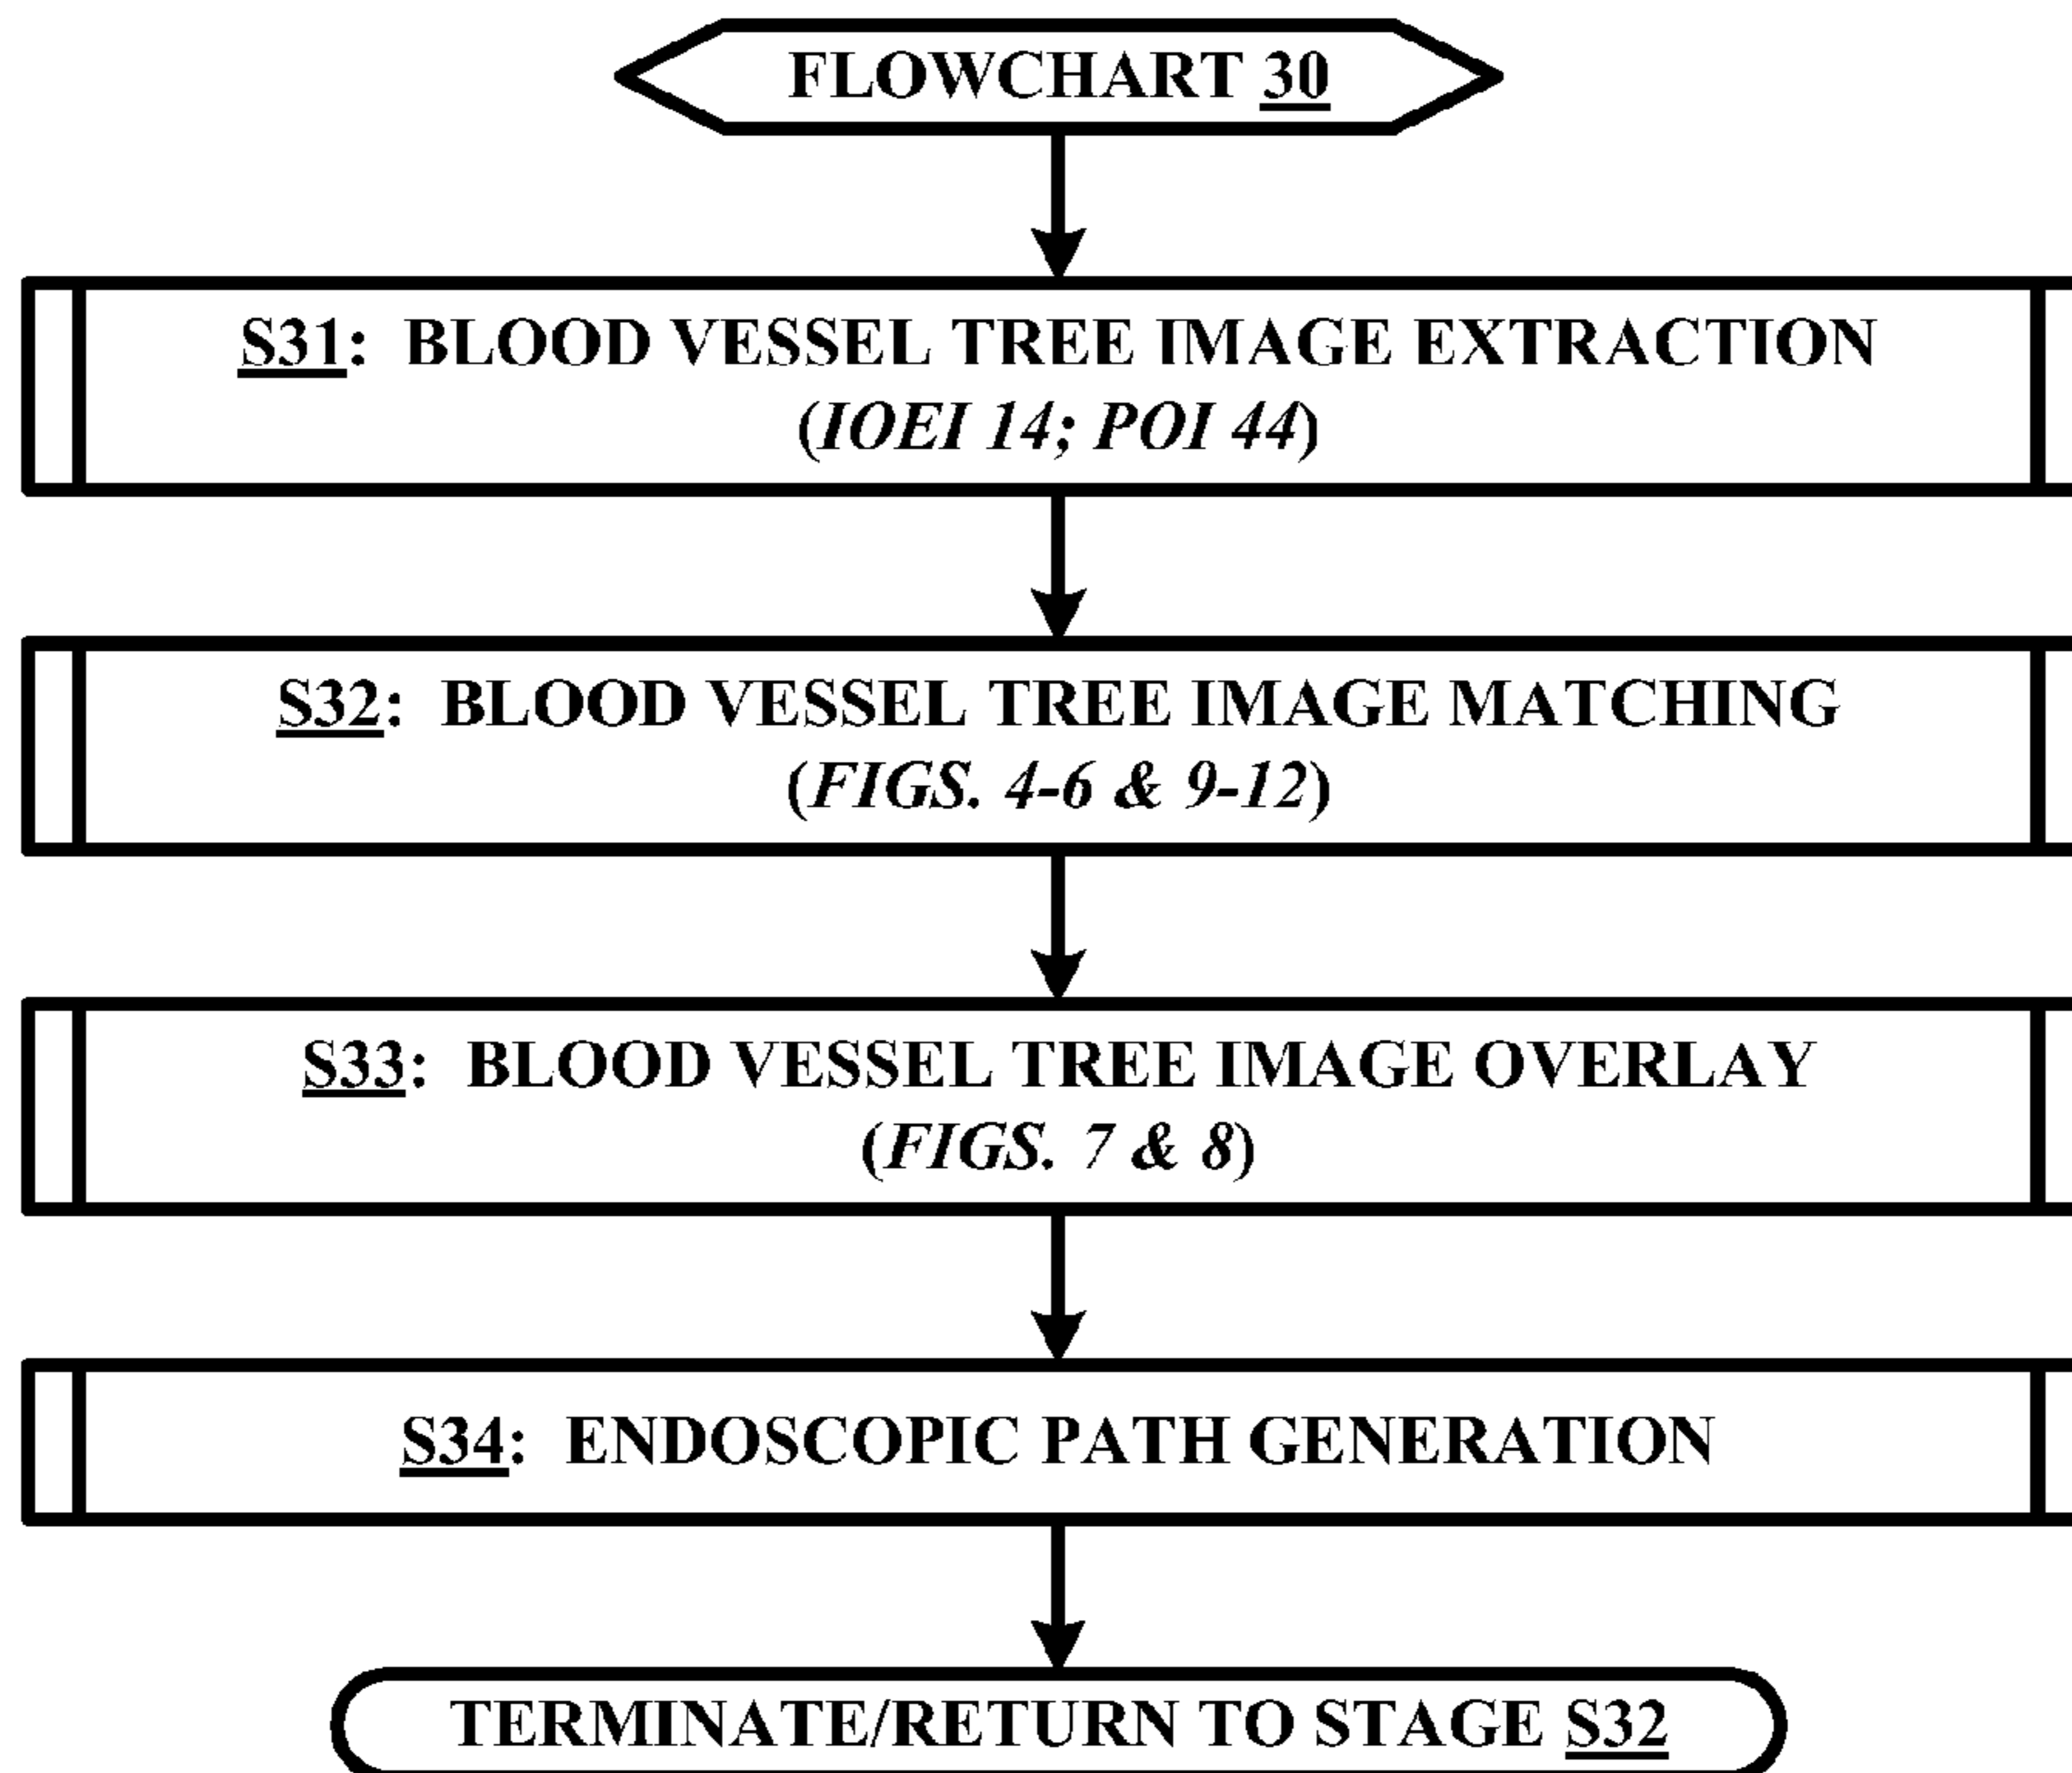 FLOWCHART 30
S31: BLOOD VESSEL TREE IMAGE EXTRACTION
(IOEI 14; POI 44)
S32: BLOOD VESSEL TREE IMAGE MATCHING
(FIGS. 4-6 & 9-12)
S33: BLOOD VESSEL TREE IMAGE OVERLAY
(FIGS. 7 & 8)
S34: ENDOSCOPIC PATH GENERATION
TERMINATE/RETURN TO STAGE S32